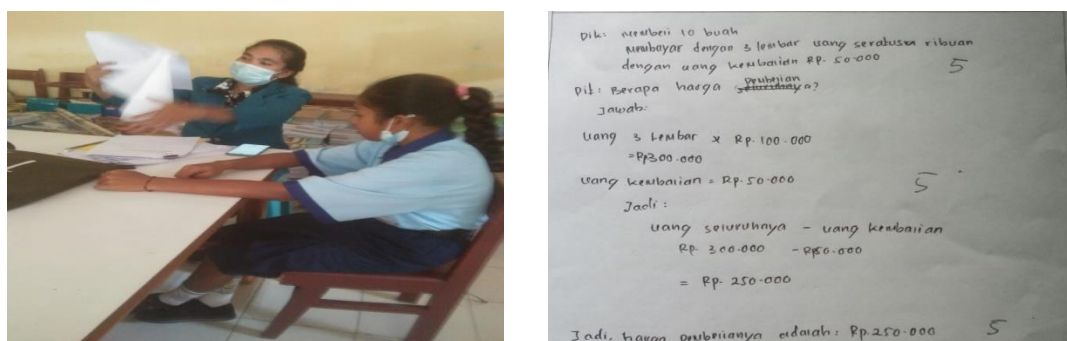 Dik: Membeli 10 buah
Membayar dengan 3 lembar uang seratusan ribuan
dengan uang kembalian Rp. 50.000
5
Dit: Berapa harga pembelian?
Jawab:
Uang 3 Lembar x Rp. 100.000
=Rp300.000
Uang kembalian = Rp. 50.000
5
Jadi:
uang seluruhnya - uang kembalian
Rp. 300.000 - Rp50.000
= Rp. 250.000
Jadi, harga pembelianya adalah: Rp.250.000
5